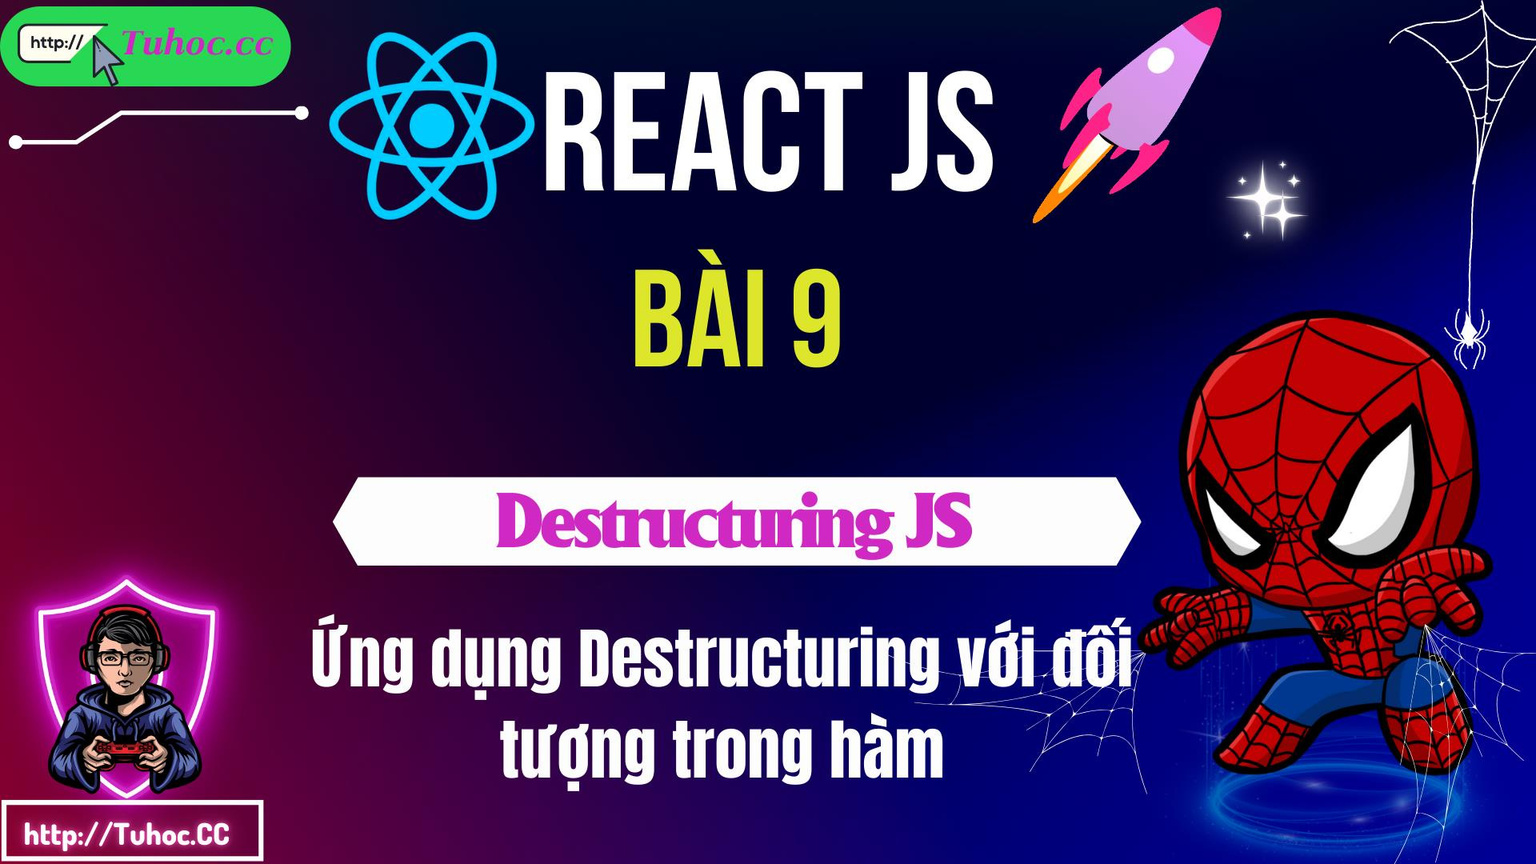 http:// Tuhoc.cc
REACT JS
BÀI 9
Destructuring JS
Ứng dụng Destructuring với đối
tượng trong hàm
http://Tuhoc.CC